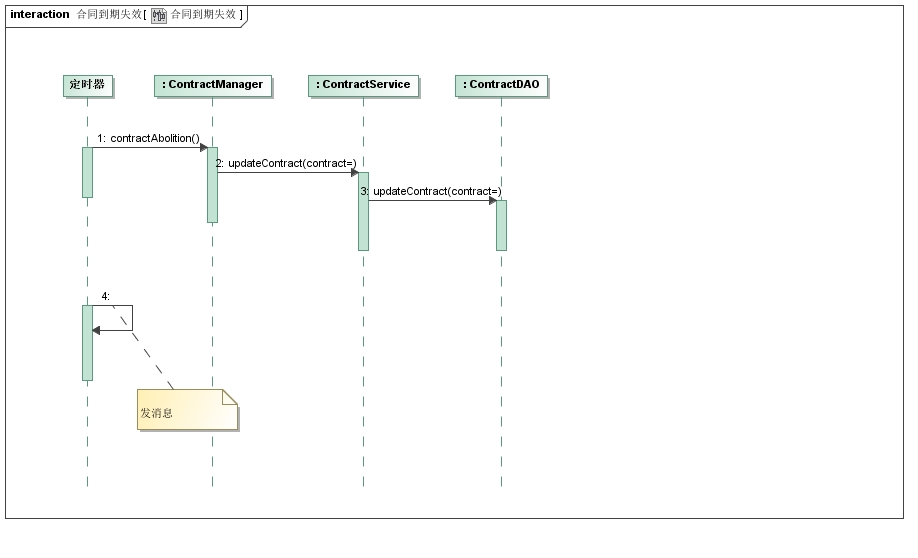 interaction 合同到期失效[ 合同到期失效 ]
定时器
: ContractManager
: ContractService
: ContractDAO
1: contractAbolition()
2: updateContract(contract=)
3: updateContract(contract=)
4:
发消息